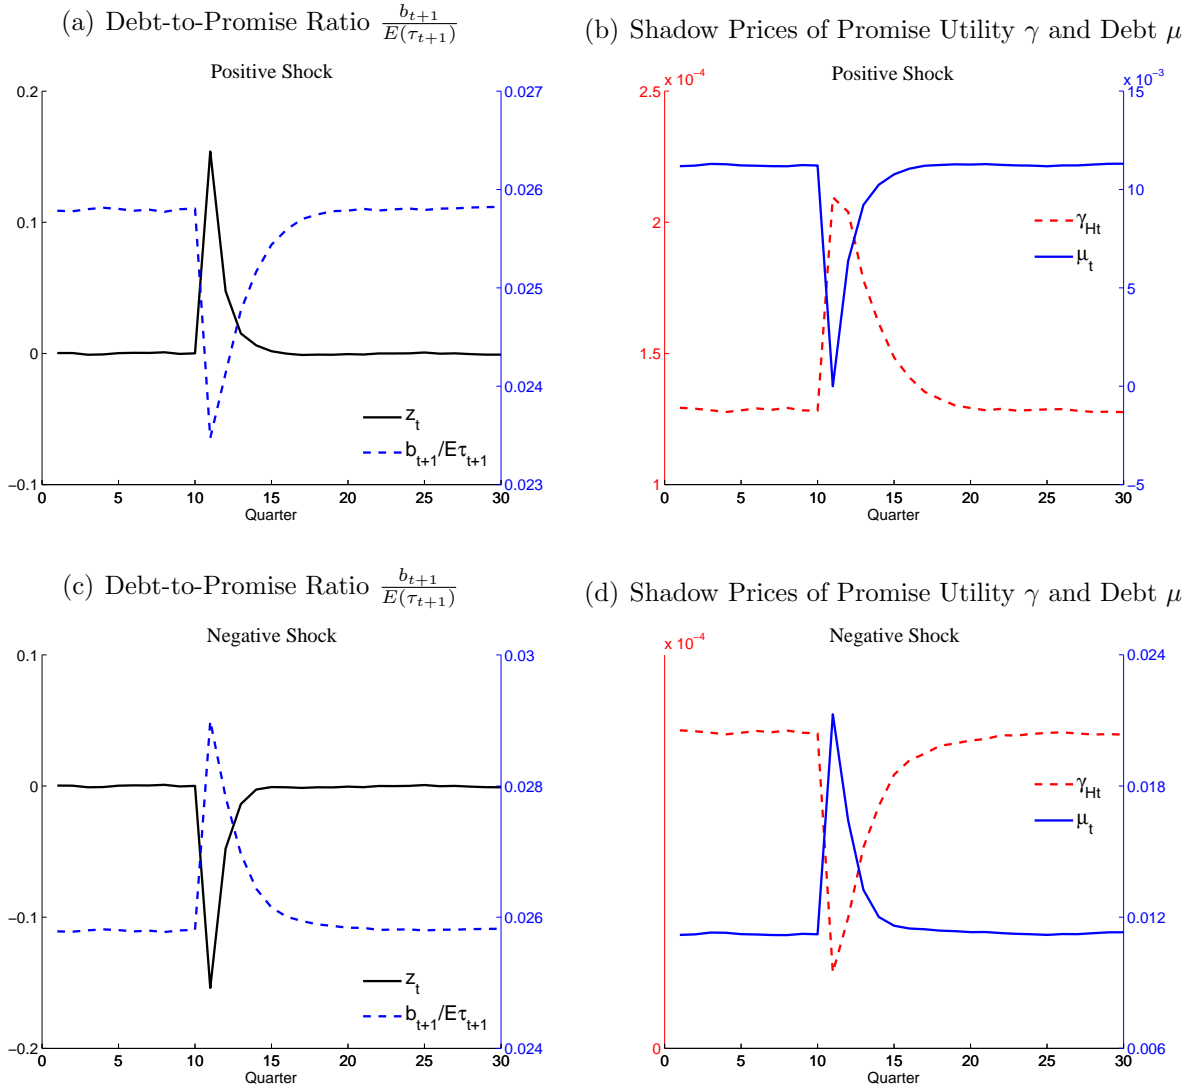 (a) Debt-to-Promise Ratio b_{t+1}/E(τ_{t+1})
Positive Shock
0.2
0.1
0
−0.1
0.027
0.026
0.025
0.024
0.023
z_t
b_{t+1}/Eτ_{t+1}
0 5 10 15 20 25 30
Quarter
(b) Shadow Prices of Promise Utility γ and Debt μ
Positive Shock
x 10^{−4}
x 10^{−3}
2.5
2
1.5
1
15
10
5
0
−5
γ_{Ht}
μ_t
0 5 10 15 20 25 30
Quarter
(c) Debt-to-Promise Ratio b_{t+1}/E(τ_{t+1})
Negative Shock
0.1
0
−0.1
−0.2
0.03
0.028
0.026
0.024
z_t
b_{t+1}/Eτ_{t+1}
0 5 10 15 20 25 30
Quarter
(d) Shadow Prices of Promise Utility γ and Debt μ
Negative Shock
x 10^{−4}
0
0.024
0.018
0.012
0.006
γ_{Ht}
μ_t
0 5 10 15 20 25 30
Quarter